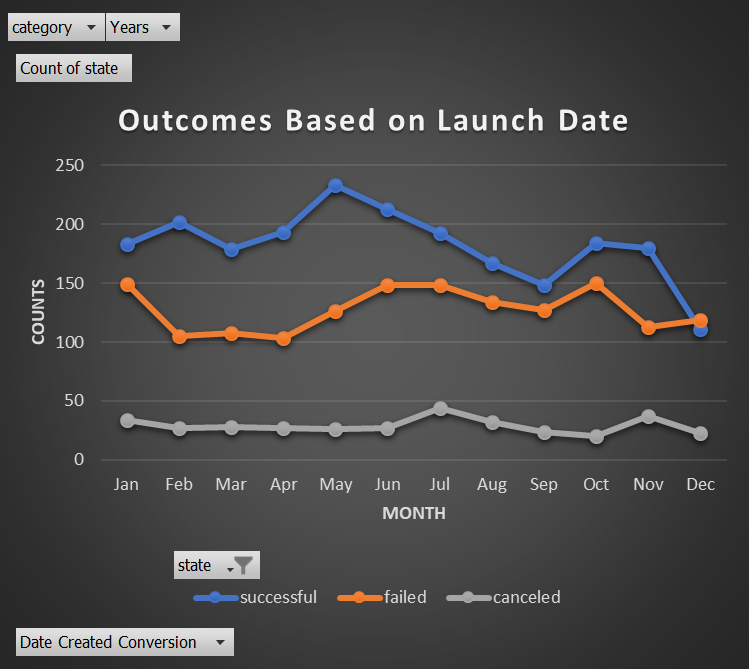 category Years
Count of state
Outcomes Based on Launch Date
250
200
150
100
50
0
COUNTS
Jan Feb Mar Apr May Jun Jul Aug Sep Oct Nov Dec
MONTH
state
successful failed canceled
Date Created Conversion